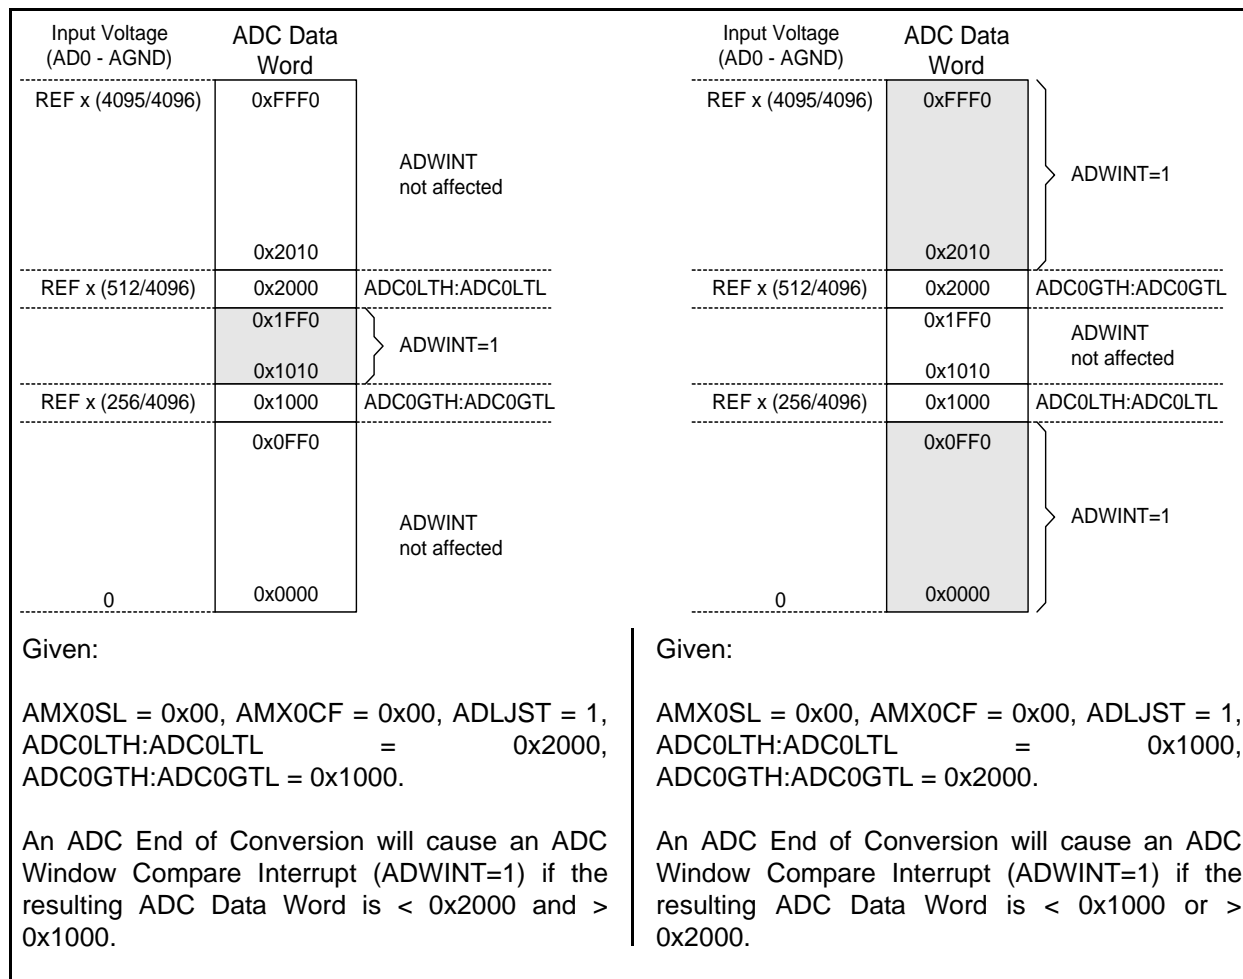 Input Voltage
(AD0 - AGND)
ADC Data
Word
REF x (4095/4096)
0xFFF0
ADWINT
not affected
0x2010
REF x (512/4096)
0x2000
ADC0LTH:ADC0LTL
0x1FF0
ADWINT=1
0x1010
REF x (256/4096)
0x1000
ADC0GTH:ADC0GTL
0x0FF0
ADWINT
not affected
0
0x0000
Given:
AMX0SL = 0x00, AMX0CF = 0x00, ADLJST = 1,
ADC0LTH:ADC0LTL = 0x2000,
ADC0GTH:ADC0GTL = 0x1000.
An ADC End of Conversion will cause an ADC
Window Compare Interrupt (ADWINT=1) if the
resulting ADC Data Word is < 0x2000 and >
0x1000.
Input Voltage
(AD0 - AGND)
ADC Data
Word
REF x (4095/4096)
0xFFF0
ADWINT=1
0x2010
REF x (512/4096)
0x2000
ADC0GTH:ADC0GTL
0x1FF0
ADWINT
not affected
0x1010
REF x (256/4096)
0x1000
ADC0LTH:ADC0LTL
0x0FF0
ADWINT=1
0
0x0000
Given:
AMX0SL = 0x00, AMX0CF = 0x00, ADLJST = 1,
ADC0LTH:ADC0LTL = 0x1000,
ADC0GTH:ADC0GTL = 0x2000.
An ADC End of Conversion will cause an ADC
Window Compare Interrupt (ADWINT=1) if the
resulting ADC Data Word is < 0x1000 or >
0x2000.